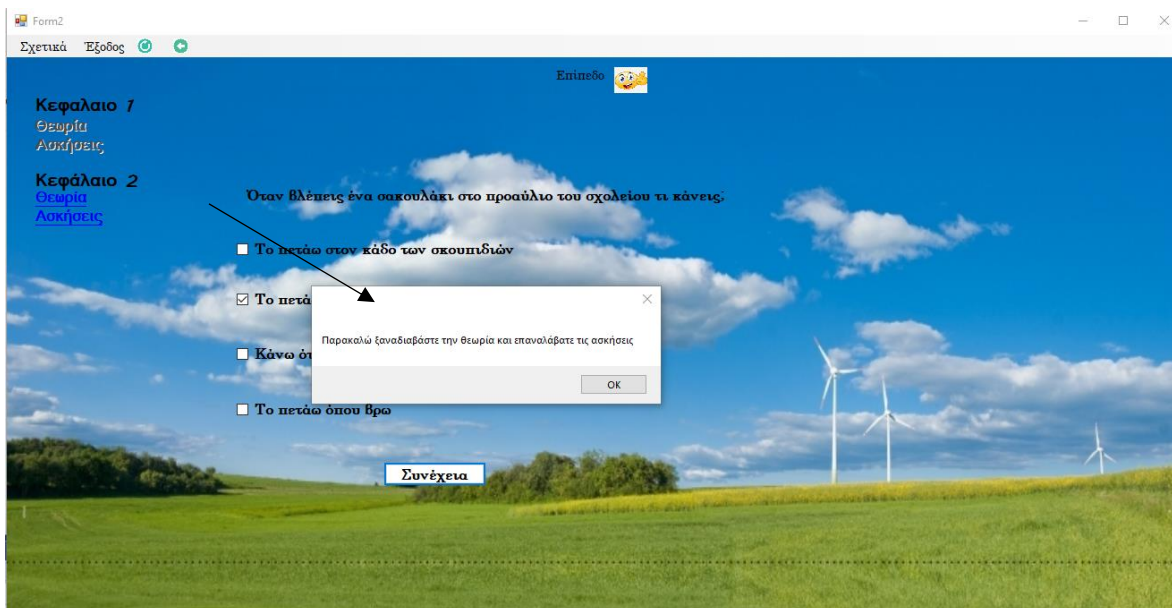 Form2
Σχετικά Έξοδος
Επίπεδο
Κεφαλαιο 1
Θεωρία
Ασκήσεις
Κεφάλαιο 2
Θεωρία
Ασκήσεις
Όταν βλέπεις ένα σακουλάκι στο προαύλιο του σχολείου τι κάνεις;
Το πετάω στον κάδο των σκουπιδιών
Το πετά
Παρακαλώ ξαναδιαβάστε την θεωρία και επαναλάβατε τις ασκήσεις
Κάνω ότ
OK
Το πετάω όπου βρω
Συνέχεια